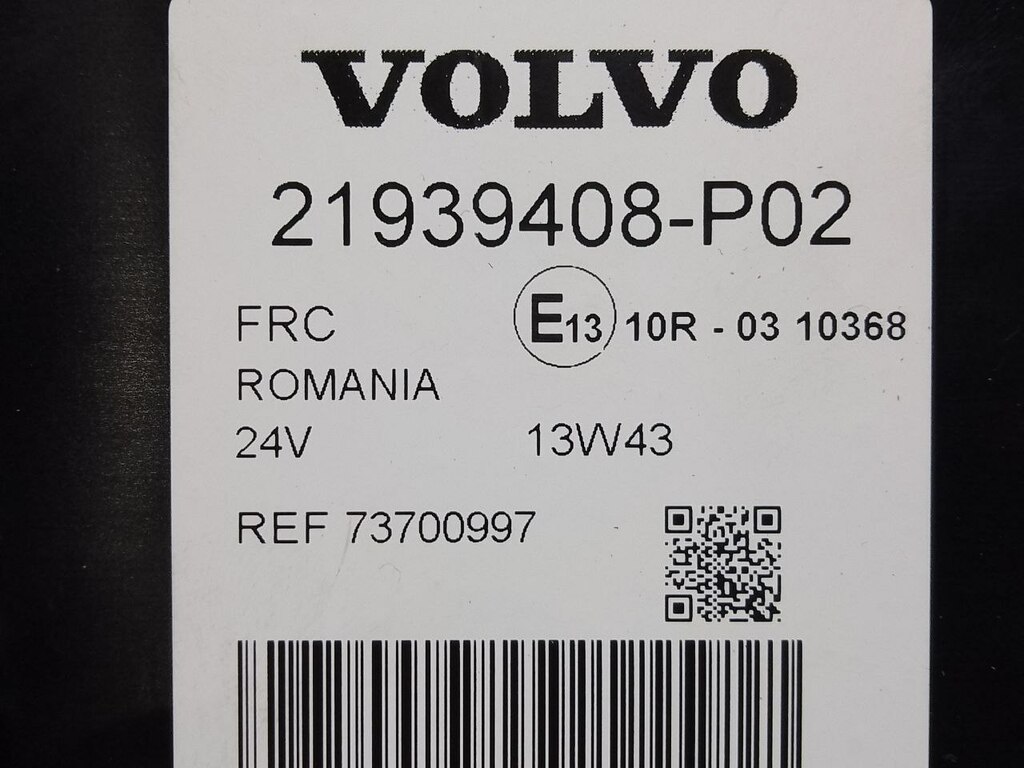 VOLVO
21939408-P02
FRC E13 10R - 03 10368
ROMANIA
24V 13W43
REF 73700997